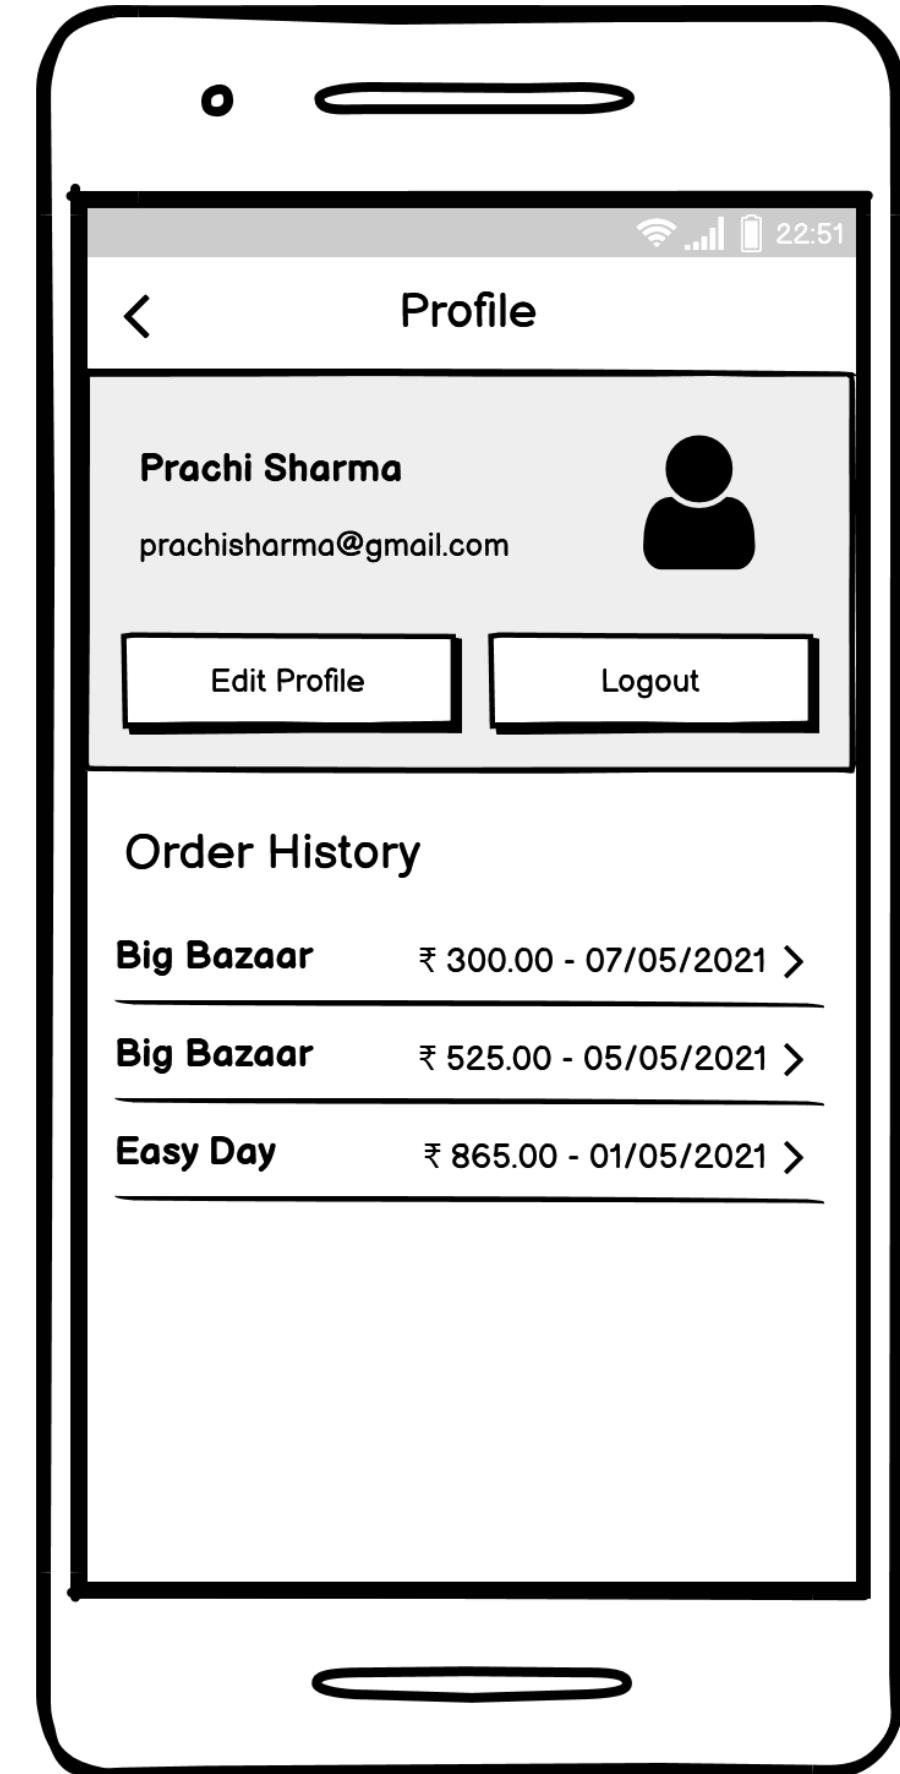 22:51
Profile
Prachi Sharma
prachisharma@gmail.com
Edit Profile Logout
Order History
Big Bazaar ₹ 300.00 - 07/05/2021
Big Bazaar ₹ 525.00 - 05/05/2021
Easy Day ₹ 865.00 - 01/05/2021